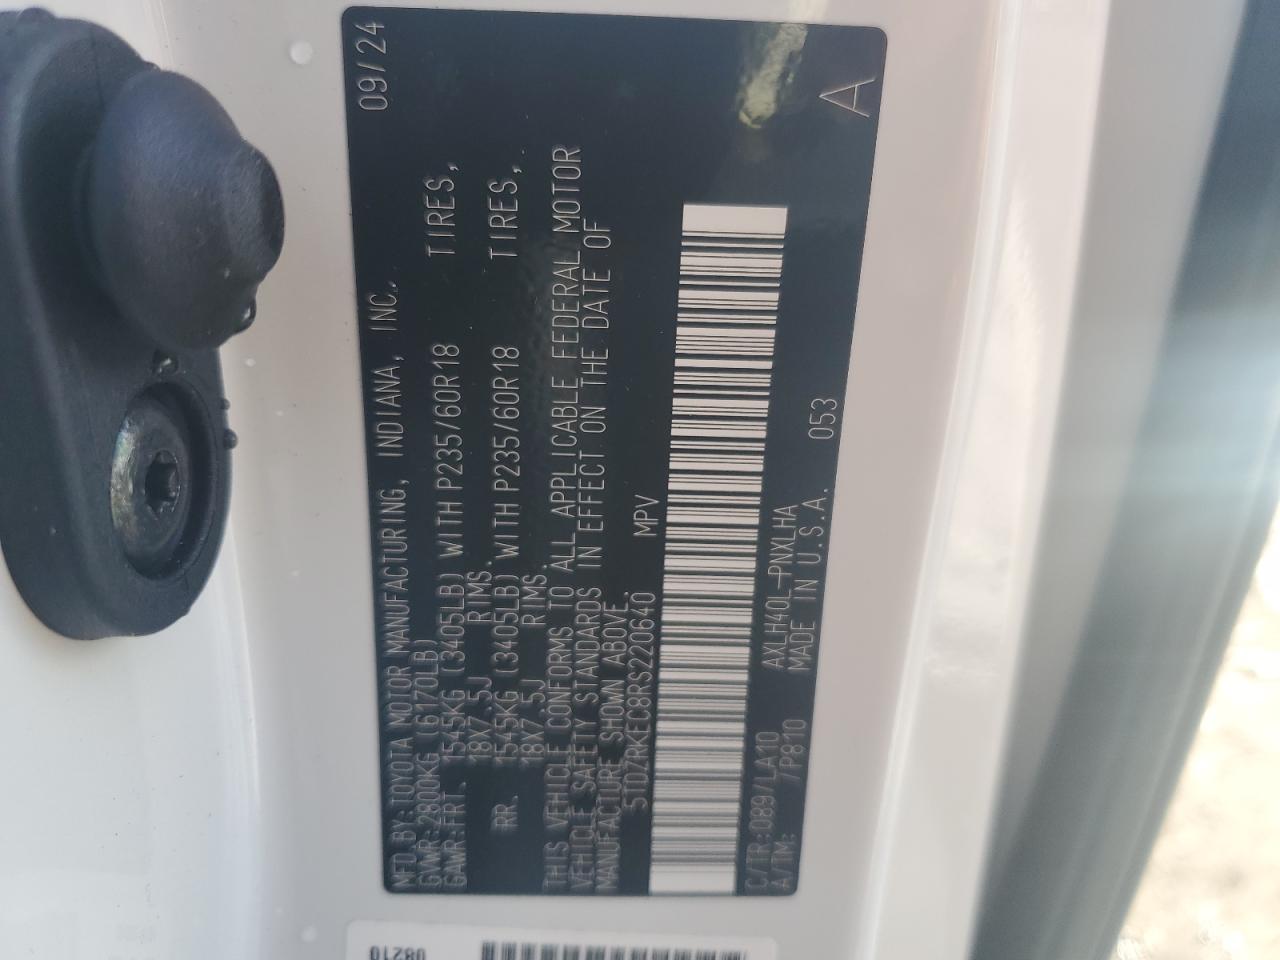 MFD.BY:TOYOTA MOTOR MANUFACTURING, INDIANA, INC. 09/24
GVWR:2800KG (6170LB)
GAWR:FRT. 1545KG (3405LB) WITH P235/60R18 TIRES,
18X7.5J RIMS.
RR. 1545KG (3405LB) WITH P235/60R18 TIRES,
18X7.5J RIMS.
THIS VEHICLE CONFORMS TO ALL APPLICABLE FEDERAL MOTOR
VEHICLE SAFETY STANDARDS IN EFFECT ON THE DATE OF
MANUFACTURE SHOWN ABOVE.
5TDZRKEC8RS220640 MPV
C/TR:089/LA10 AXLH40L-PNXLHA
A/TM: /P810 MADE IN U.S.A. 053 A
08210